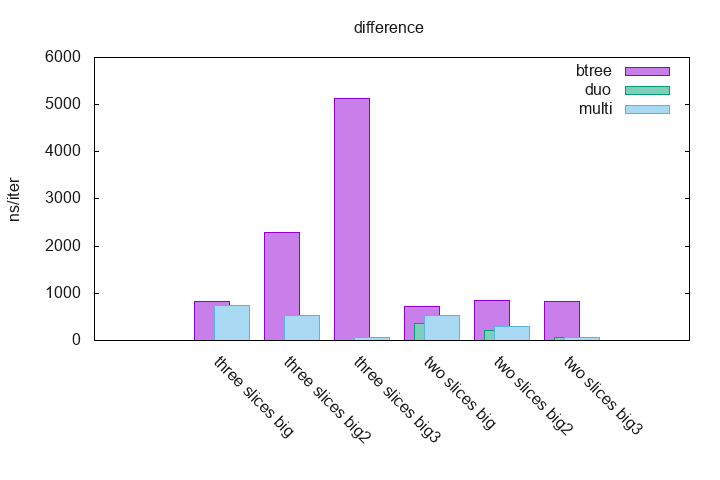 difference
6000
5000
4000
3000
2000
1000
0
ns/iter
btree
duo
multi
three slices big
three slices big2
three slices big3
two slices big
two slices big2
two slices big3